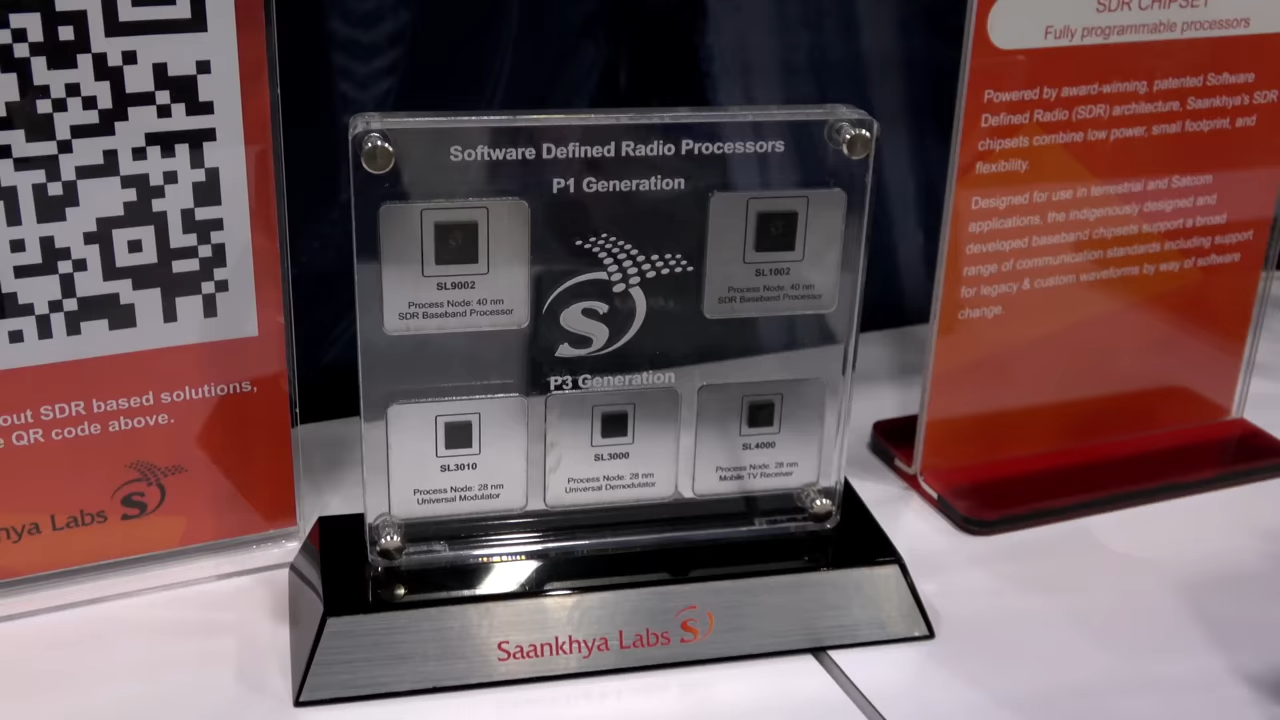 out SDR based solutions,
QR code above.
hya Labs
Software Defined Radio Processors
P1 Generation
SL9002
Process Node: 40 nm
SDR Baseband Processor
SL1002
Process Node: 40 nm
SDR Baseband Processor
S
P3 Generation
SL3010
Process Node: 28 nm
Universal Modulator
SL3000
Process Node: 28 nm
Universal Demodulator
SL4000
Process Node: 28 nm
Mobile TV Receiver
Saankhya Labs
SDR CHIPSET
Fully programmable processors
Powered by award-winning, patented Software
Defined Radio (SDR) architecture, Saankhya's SDR
chipsets combine low power, small footprint, and
flexibility.
Designed for use in terrestrial and Satcom
applications, the indigenously designed and
developed baseband chipsets support a broad
range of communication standards including support
for legacy & custom waveforms by way of software
change.